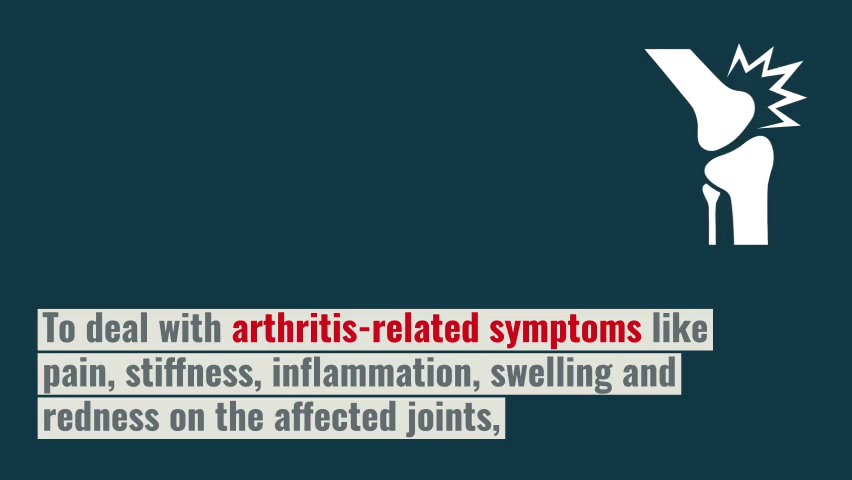 To deal with arthritis-related symptoms like
pain, stiffness, inflammation, swelling and
redness on the affected joints,